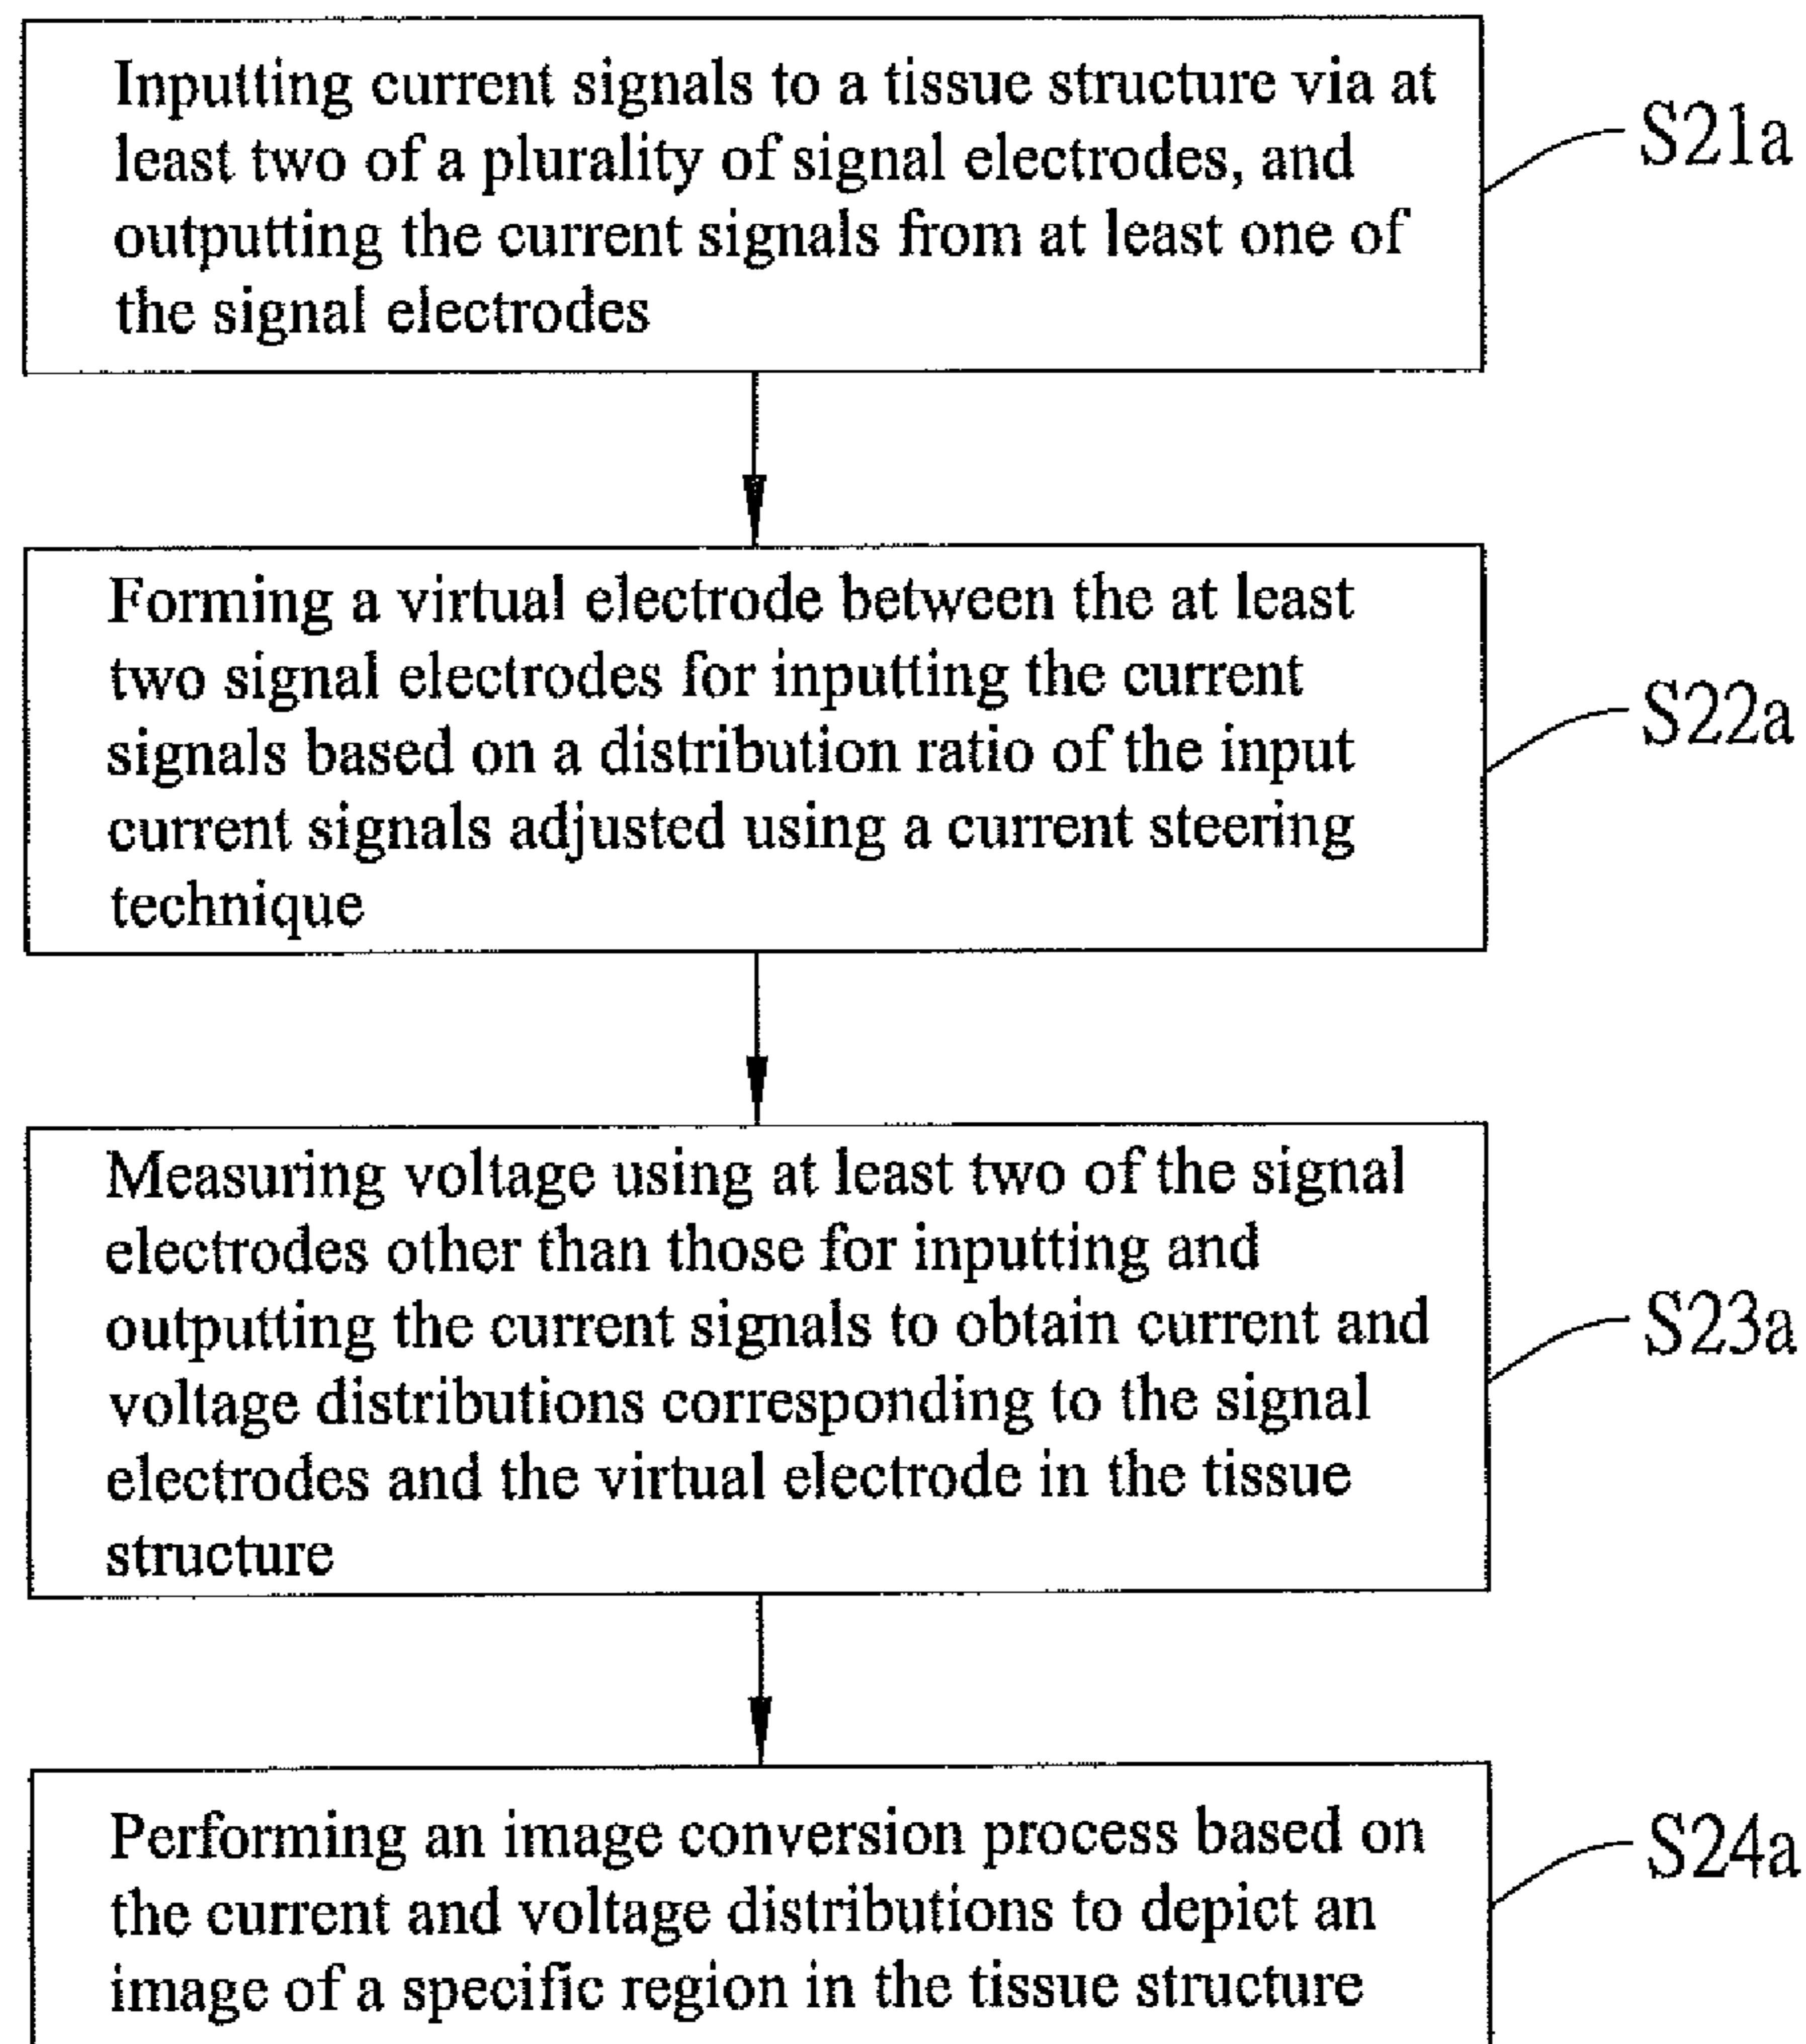 Inputting current signals to a tissue structure via at
least two of a plurality of signal electrodes, and
outputting the current signals from at least one of
the signal electrodes
S21a
Forming a virtual electrode between the at least
two signal electrodes for inputting the current
signals based on a distribution ratio of the input
current signals adjusted using a current steering
technique
S22a
Measuring voltage using at least two of the signal
electrodes other than those for inputting and
outputting the current signals to obtain current and
voltage distributions corresponding to the signal
electrodes and the virtual electrode in the tissue
structure
S23a
Performing an image conversion process based on
the current and voltage distributions to depict an
image of a specific region in the tissue structure
S24a